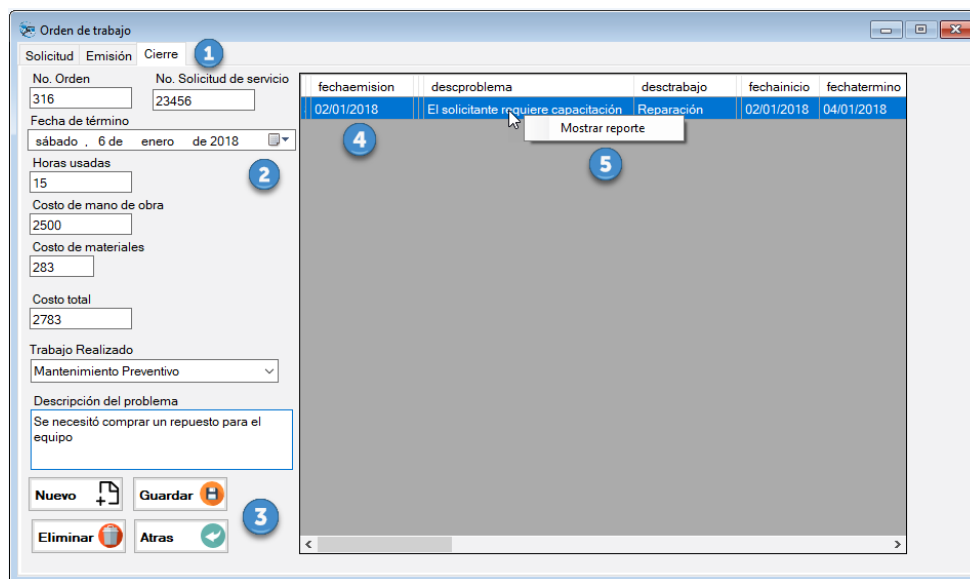 Orden de trabajo
Solicitud Emisión Cierre 1
No. Orden No. Solicitud de servicio
316 23456
Fecha de término
sábado , 6 de enero de 2018
Horas usadas
2
15
Costo de mano de obra
2500
Costo de materiales
283
Costo total
2783
Trabajo Realizado
Mantenimiento Preventivo
Descripción del problema
Se necesitó comprar un repuesto para el
equipo
Nuevo Guardar
3
Eliminar Atras
fechaemision descproblema desctrabajo fechainicio fechatermino
02/01/2018 El solicitante requiere capacitación Reparación 02/01/2018 04/01/2018
Mostrar reporte
4
5